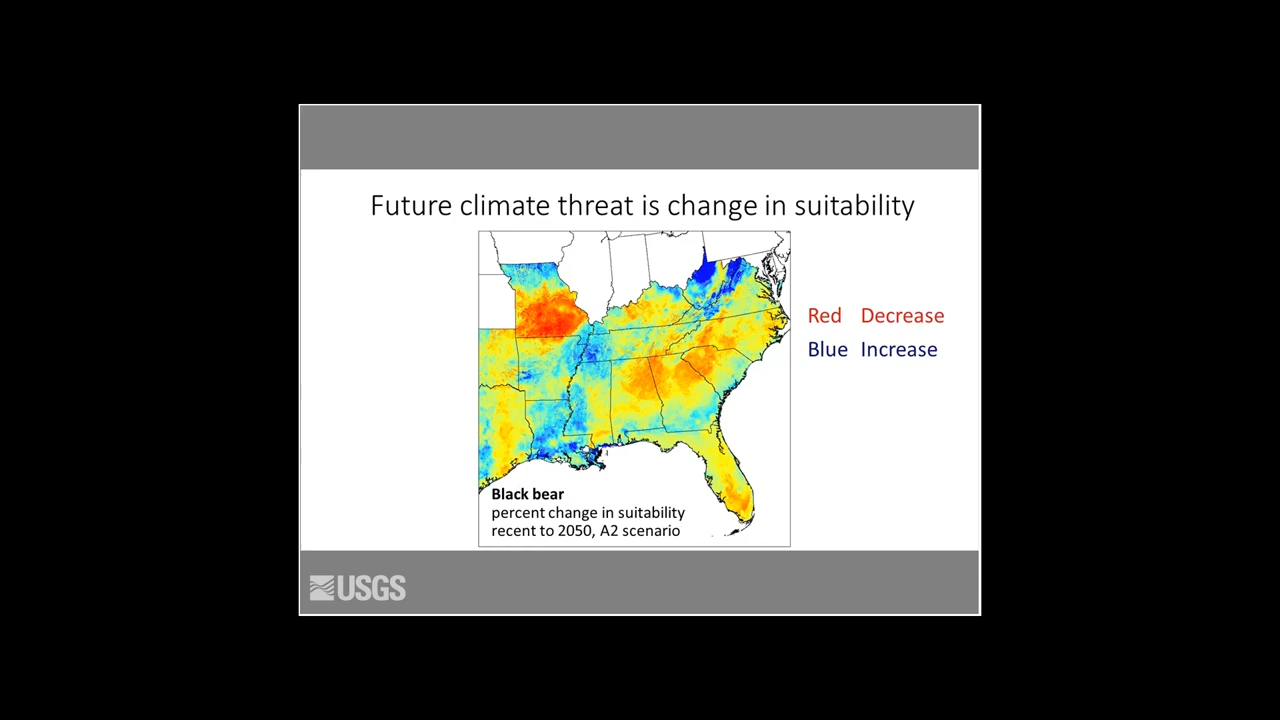 Future climate threat is change in suitability
Red Decrease
Blue Increase
Black bear
percent change in suitability
recent to 2050, A2 scenario
USGS